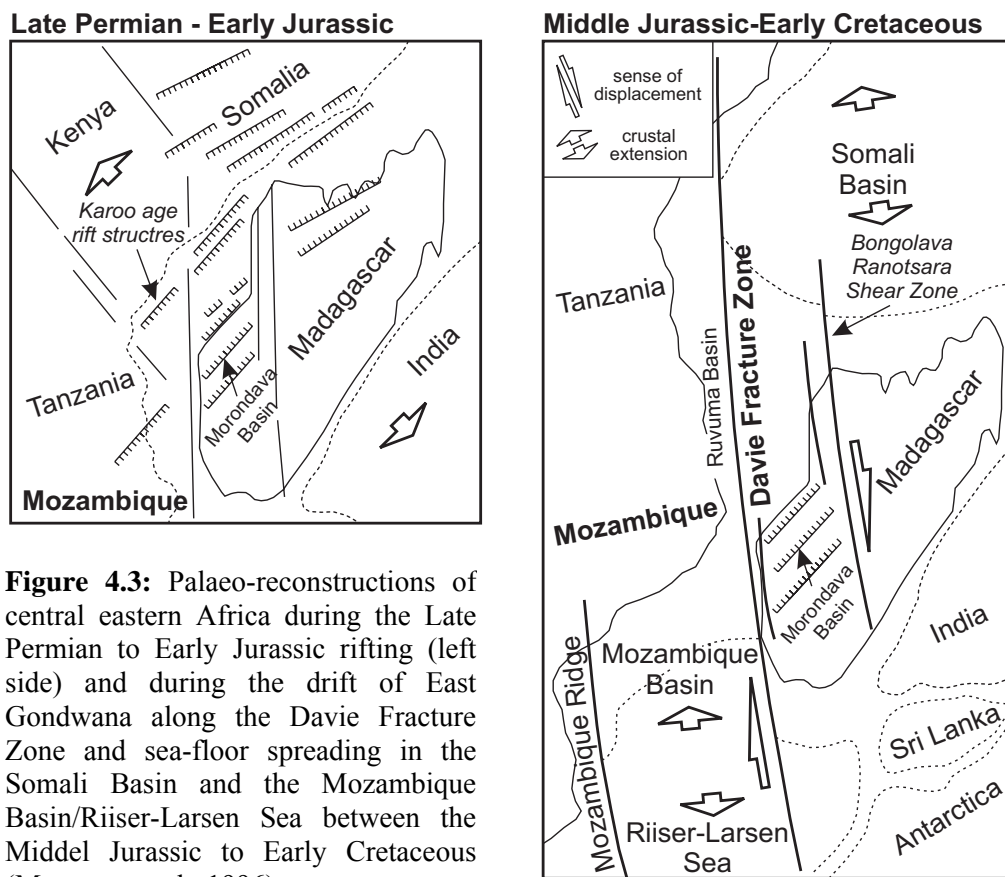 Late Permian - Early Jurassic
Kenya
Somalia
Karoo age
rift structres
Madagascar
India
Tanzania
Morondava
Basin
Mozambique
Figure 4.3: Palaeo-reconstructions of
central eastern Africa during the Late
Permian to Early Jurassic rifting (left
side) and during the drift of East
Gondwana along the Davie Fracture
Zone and sea-floor spreading in the
Somali Basin and the Mozambique
Basin/Riiser-Larsen Sea between the
Middel Jurassic to Early Cretaceous
Middle Jurassic-Early Cretaceous
sense of
displacement
crustal
extension
Somali
Basin
Bongolava
Ranotsara
Shear Zone
Tanzania
Ruvuma Basin
Davie Fracture Zone
Madagascar
Mozambique
Morondava
Basin
India
Mozambique Ridge
Mozambique
Basin
Sri Lanka
Riiser-Larsen
Sea
Antarctica